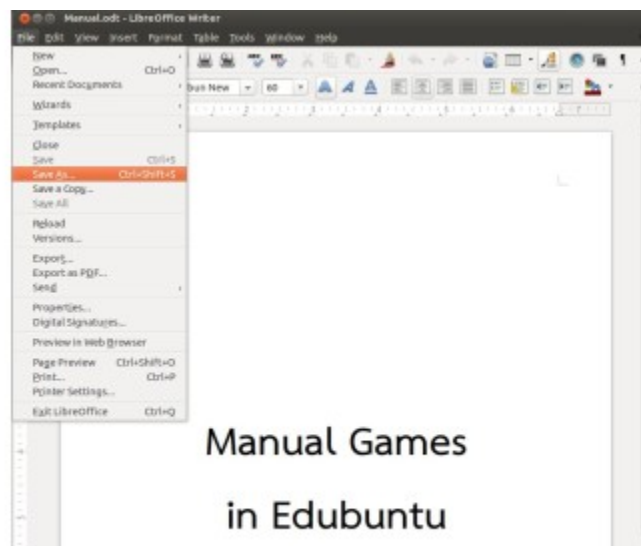 Manual.odt - LibreOffice Writer
File Edit View Insert Format Table Tools Window Help
New
Open... Ctrl+O
Recent Documents
Wizards
Templates
Close
Save Ctrl+S
Save As... Ctrl+Shift+S
Save a Copy...
Save All
Reload
Versions...
Export...
Export as PDF...
Send
Properties...
Digital Signatures...
Preview in Web Browser
Page Preview Ctrl+Shift+O
Print... Ctrl+P
Printer Settings...
Exit LibreOffice Ctrl+Q
New 60
Manual Games
in Edubuntu